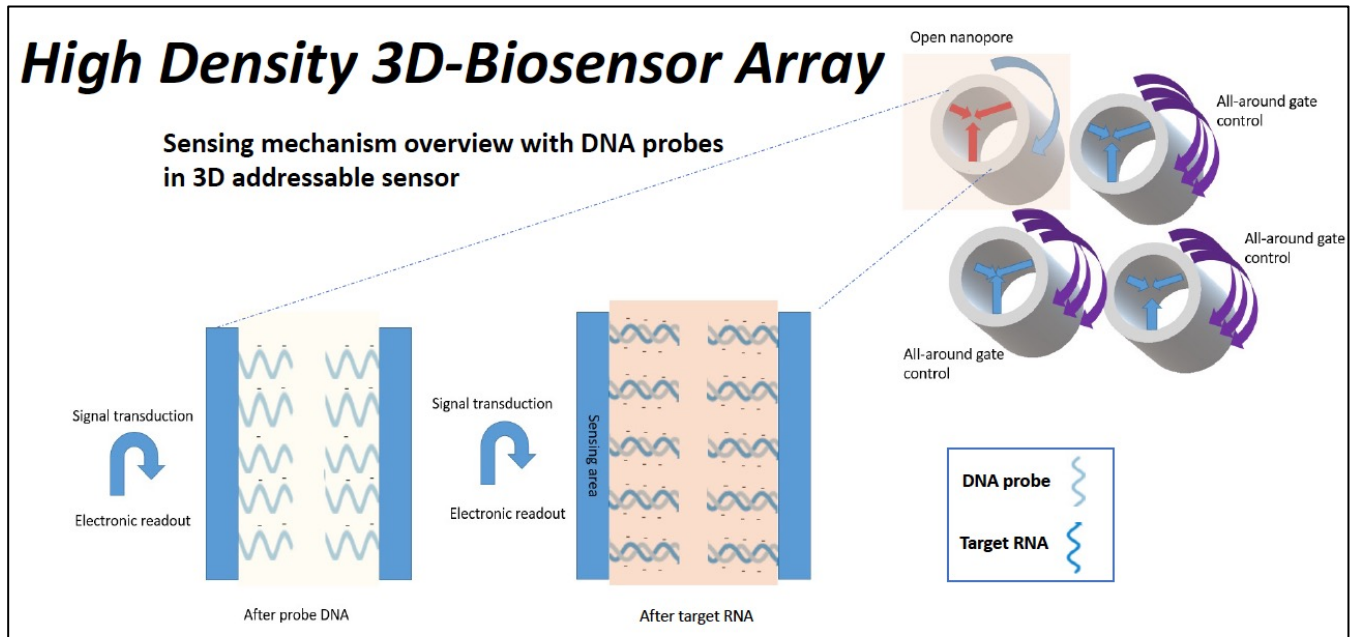 High Density 3D-Biosensor Array
Sensing mechanism overview with DNA probes
in 3D addressable sensor
Open nanopore
All-around gate
control
All-around gate
control
All-around gate
control
Signal transduction
Electronic readout
After probe DNA
Signal transduction
Electronic readout
Sensing area
After target RNA
DNA probe
Target RNA